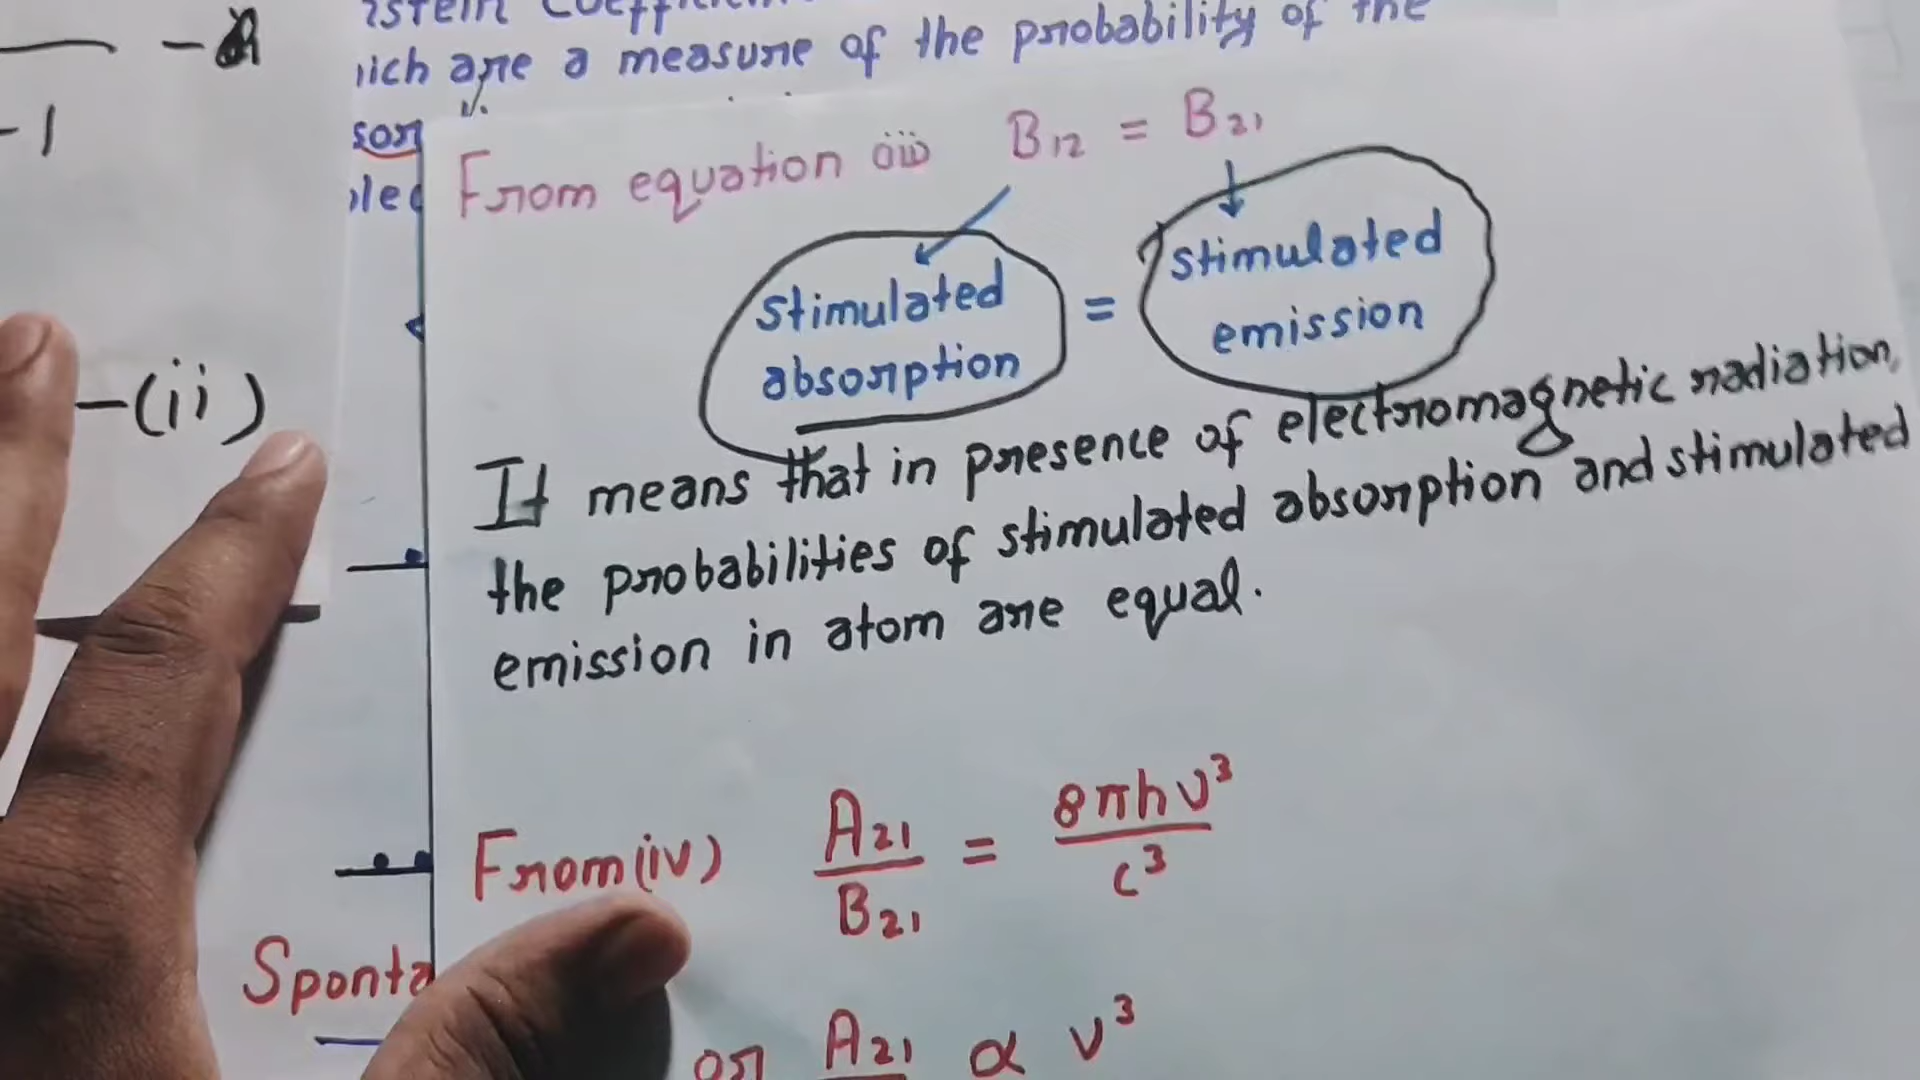 are a measure of the probability of the
From equation (iii) B₁₂ = B₂₁
stimulated absorption = stimulated emission
It means that in presence of electromagnetic radiation,
the probabilities of stimulated absorption and stimulated
emission in atom are equal.
From (iv) A₂₁/B₂₁ = 8πhν³/c³
or A₂₁ α ν³
-1
-(ii)